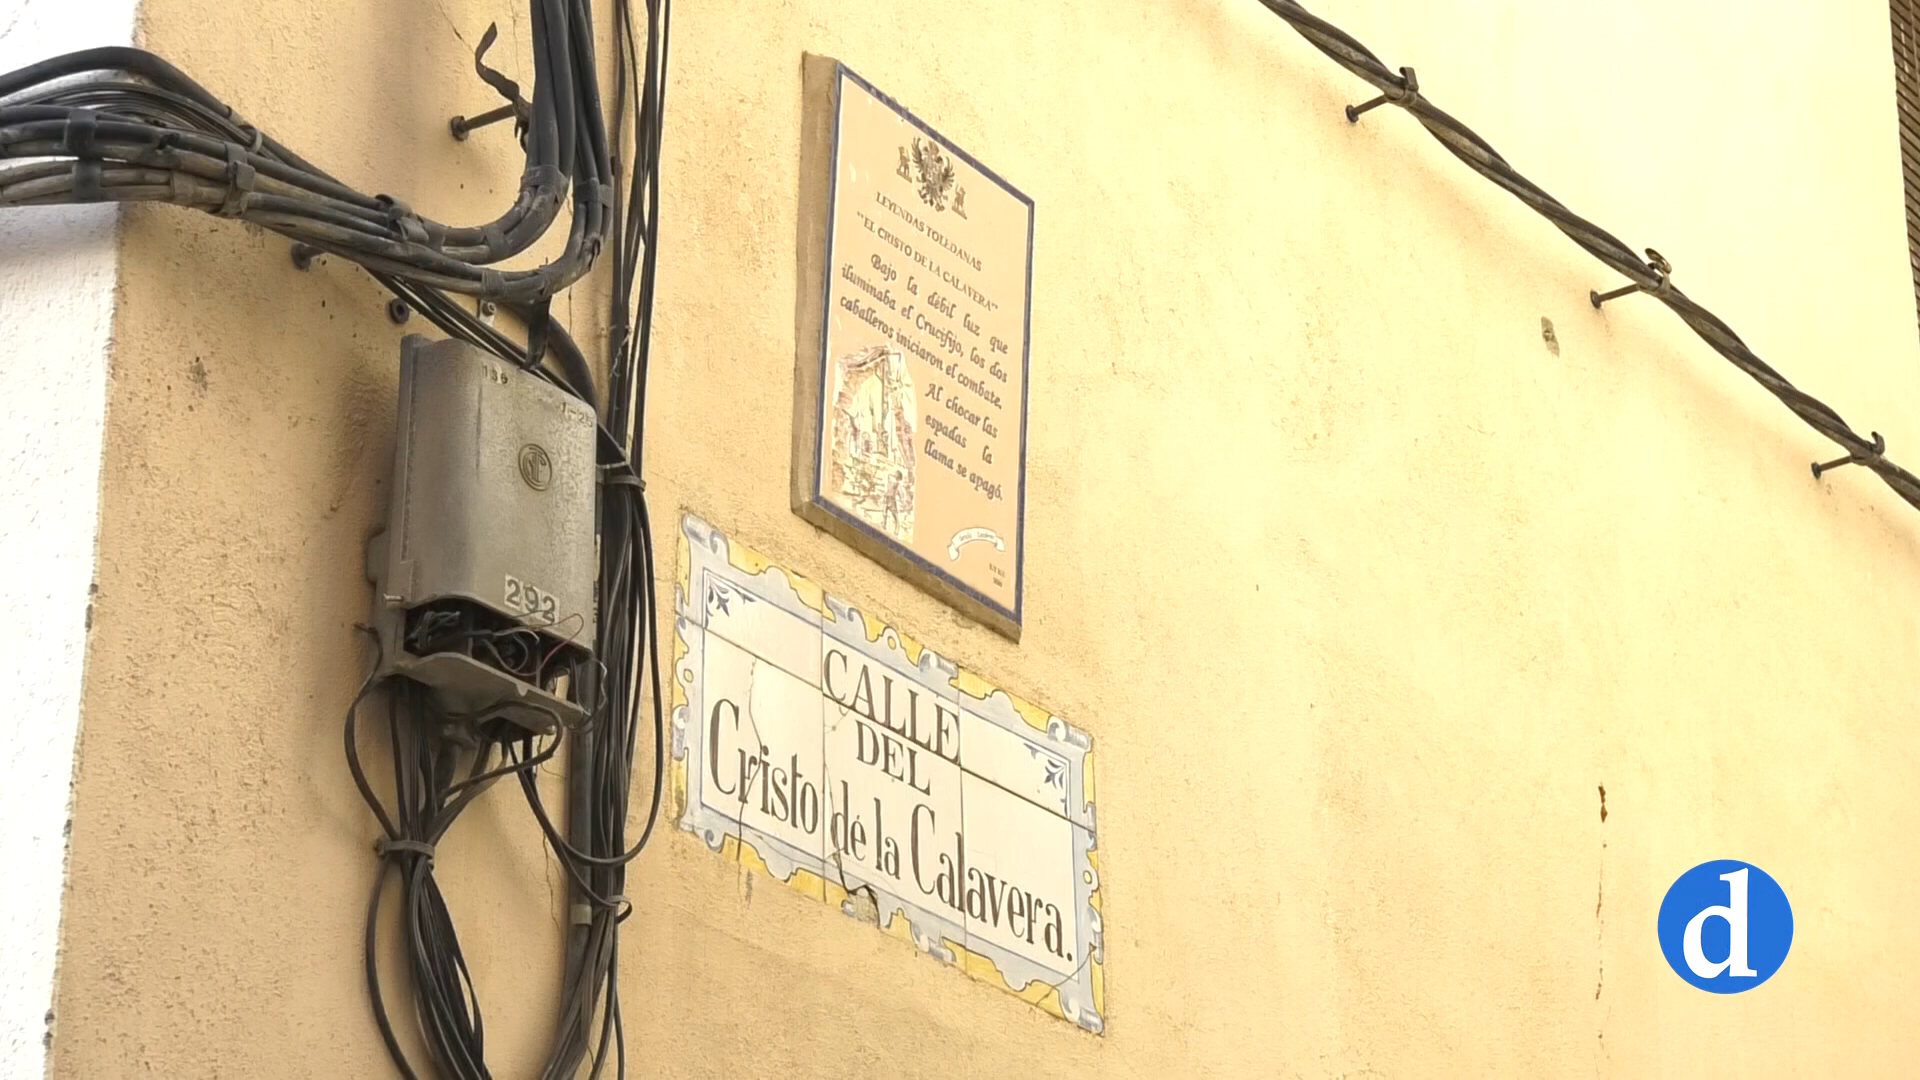 LEYENDAS TOLEDANAS
"EL CRISTO DE LA CALAVERA"
Bajo la débil luz que
iluminaba el Crucifijo, los dos
caballeros iniciaron el combate.
Al chocar las
espadas la
llama se apagó.
CALLE
DEL
Cristo de la Calavera.
136
292
d